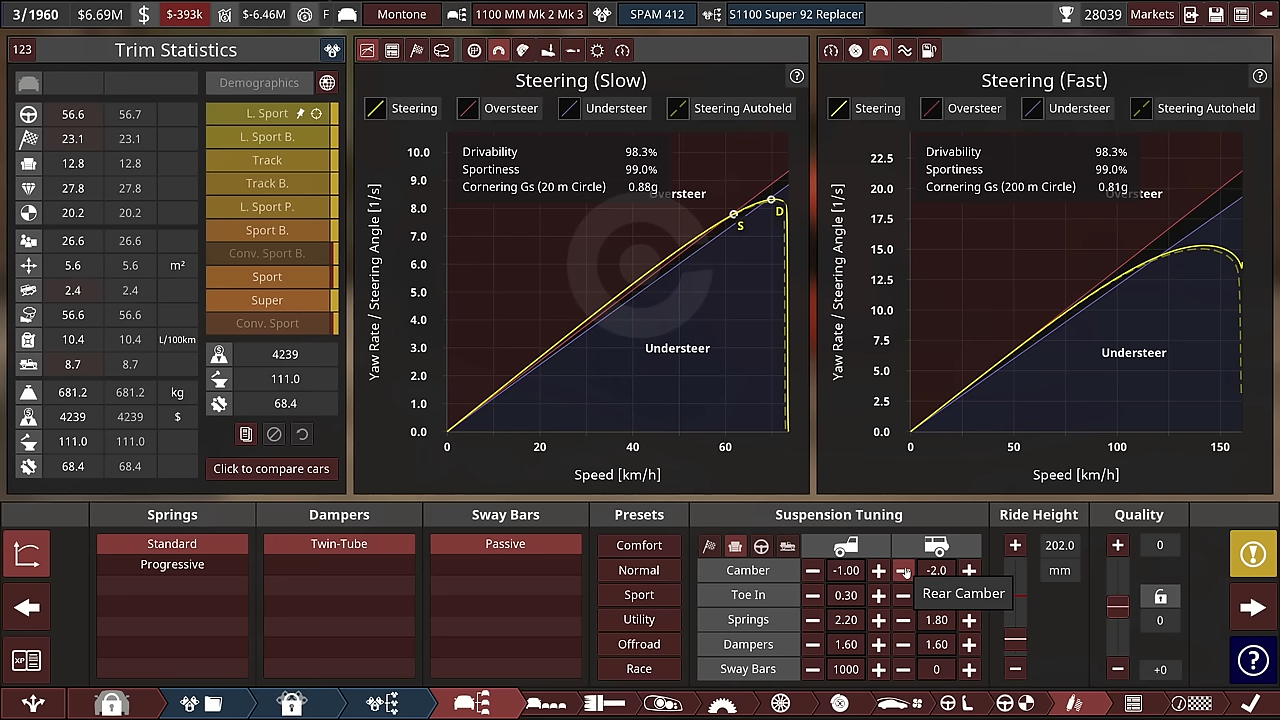 3/1960 $ $6.69M $-393k $-6.46M F Montone 1100 MM Mk 2 Mk 3 SPAM 412 S1100 Super 92 Replacer 28039 Markets
123 Trim Statistics
Demographics
56.6 56.7
23.1 23.1
12.8 12.8
27.8 27.8
20.2 20.2
26.6 26.6
5.6 5.6 m²
2.4 2.4
56.6 56.6
10.4 10.4 L/100km
8.7 8.7
681.2 681.2 kg
4239 4239 $
111.0 111.0
68.4 68.4
L. Sport
L. Sport B.
Track
Track B.
L. Sport P.
Sport B.
Conv. Sport B.
Sport
Super
Conv. Sport
4239
111.0
68.4
Click to compare cars
Steering (Slow)
Steering Oversteer Understeer Steering Autoheld
Drivability 98.3%
Sportiness 99.0%
Cornering Gs (20 m Circle) 0.88g
Oversteer
S
D
Understeer
Yaw Rate / Steering Angle [1/s]
10.0
9.0
8.0
7.0
6.0
5.0
4.0
3.0
2.0
1.0
0.0
0 20 40 60
Speed [km/h]
Steering (Fast)
Steering Oversteer Understeer Steering Autoheld
Drivability 98.3%
Sportiness 99.0%
Cornering Gs (200 m Circle) 0.81g
Oversteer
Understeer
Yaw Rate / Steering Angle [1/s]
22.5
20.0
17.5
15.0
12.5
10.0
7.5
5.0
2.5
0.0
0 50 100 150
Speed [km/h]
Springs
Standard
Progressive
Dampers
Twin-Tube
Sway Bars
Passive
Presets
Comfort
Normal
Sport
Utility
Offroad
Race
Suspension Tuning
Camber -1.00 -2.0
Toe In 0.30
Springs 2.20 1.80
Dampers 1.60 1.60
Sway Bars 1000 0
Rear Camber
Ride Height
202.0
mm
Quality
0
0
+0
XP